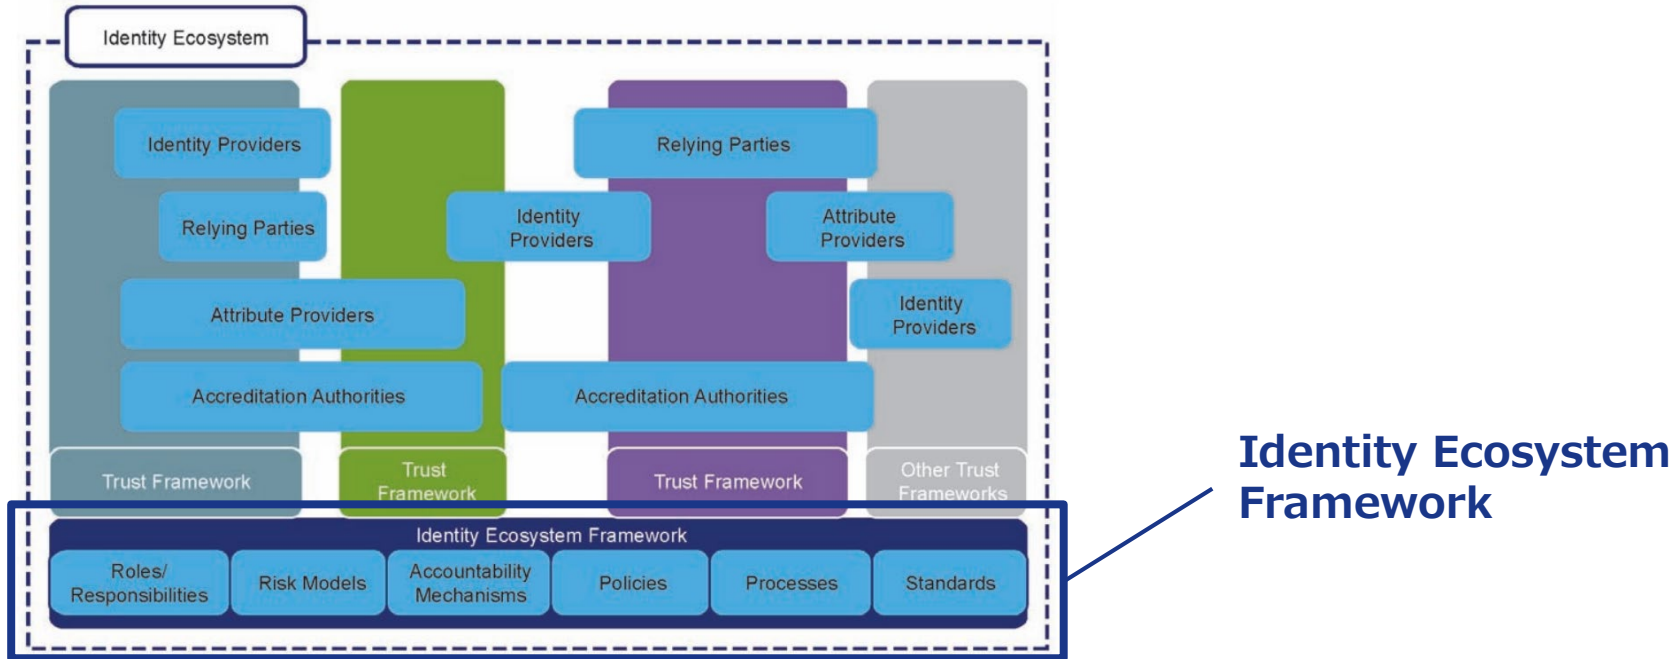 Identity Ecosystem
Identity Providers
Relying Parties
Relying Parties
Identity
Providers
Attribute
Providers
Attribute Providers
Identity
Providers
Accreditation Authorities
Accreditation Authorities
Trust Framework
Trust
Framework
Trust Framework
Other Trust
Frameworks
Identity Ecosystem Framework
Roles/
Responsibilities
Risk Models
Accountability
Mechanisms
Policies
Processes
Standards
Identity Ecosystem
Framework